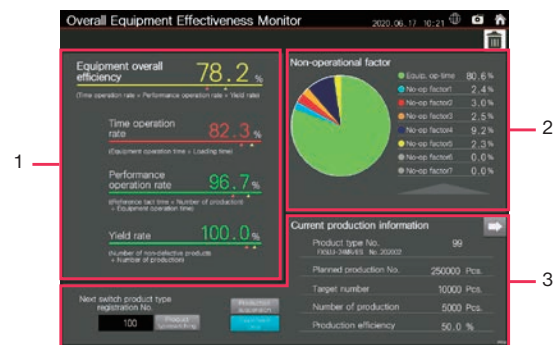 Overall Equipment Effectiveness Monitor
2020.06.17 10:21
Equipment overall
efficiency
78.2 %
(Time operation rate × Performance operation rate × Yield rate)
Time operation
rate
82.3 %
(Equipment operation time ÷ Loading time)
Performance
operation rate
96.7 %
(Reference tact time × Number of production)
÷ Equipment operation time)
Yield rate
100.0 %
(Number of non-defective products
÷ Number of production)
Non-operational factor
Equip. op-time 80.6 %
No-op factor1 2.4 %
No-op factor2 3.0 %
No-op factor3 2.5 %
No-op factor4 9.2 %
No-op factor5 2.3 %
No-op factor6 0.0 %
No-op factor7 0.0 %
Current production information
Product type No. 99
No. 202002
Planned production No. 250000 Pcs.
Target number 10000 Pcs.
Number of production 5000 Pcs.
Production efficiency 50.0 %
Next switch product type
registration No.
100
Product
Production
suspension
1
2
3